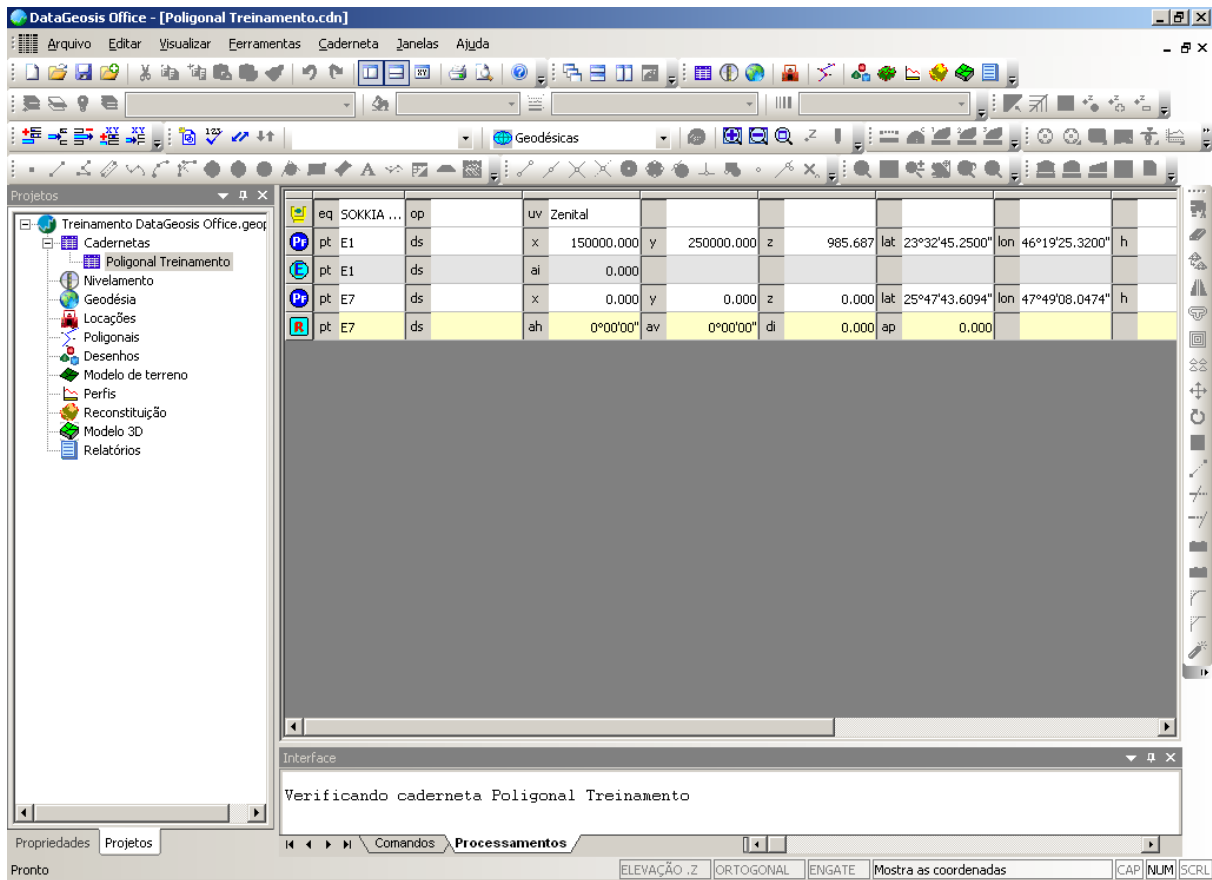 DataGeosis Office - [Poligonal Treinamento.cdn]
Arquivo Editar Visualizar Ferramentas Caderneta Janelas Ajuda
Geodésicas
Projetos
Treinamento DataGeosis Office.geop
Cadernetas
Poligonal Treinamento
Nivelamento
Geodésia
Locações
Poligonais
Desenhos
Modelo de terreno
Perfis
Reconstituição
Modelo 3D
Relatórios
eq SOKKIA ... op uv Zenital
Pf pt E1 ds x 150000.000 y 250000.000 z 985.687 lat 23°32'45.2500" lon 46°19'25.3200" h
E pt E1 ds ai 0.000
Pf pt E7 ds x 0.000 y 0.000 z 0.000 lat 25°47'43.6094" lon 47°49'08.0474" h
R pt E7 ds ah 0°00'00" av 0°00'00" di 0.000 ap 0.000
Interface
Verificando caderneta Poligonal Treinamento
Propriedades Projetos
Comandos Processamentos
Pronto
ELEVAÇÃO .Z ORTOGONAL ENGATE Mostra as coordenadas CAP NUM SCRL